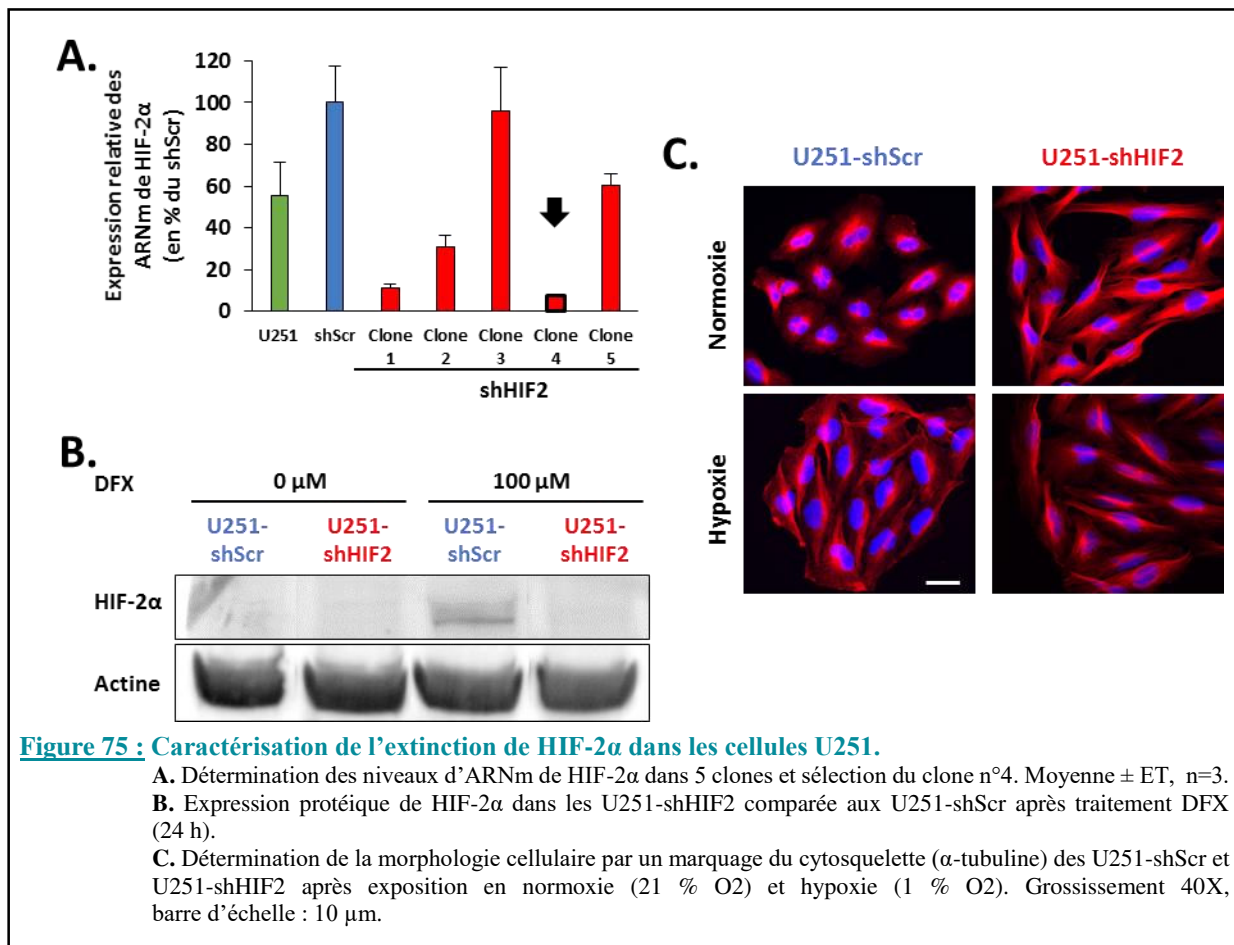 A.
Expression relative des
ARNm de HIF-2α
(en % du shScr)
120
100
80
60
40
20
0
U251 shScr Clone Clone Clone Clone Clone
1 2 3 4 5
shHIF2
B.
DFX 0 µM 100 µM
U251- U251- U251- U251-
shScr shHIF2 shScr shHIF2
HIF-2α
Actine
C.
U251-shScr U251-shHIF2
Normoxie
Hypoxie
Figure 75 : Caractérisation de l’extinction de HIF-2α dans les cellules U251.
A. Détermination des niveaux d’ARNm de HIF-2α dans 5 clones et sélection du clone n°4. Moyenne ± ET, n=3.
B. Expression protéique de HIF-2α dans les U251-shHIF2 comparée aux U251-shScr après traitement DFX
(24 h).
C. Détermination de la morphologie cellulaire par un marquage du cytosquelette (α-tubuline) des U251-shScr et
U251-shHIF2 après exposition en normoxie (21 % O2) et hypoxie (1 % O2). Grossissement 40X,
barre d’échelle : 10 µm.